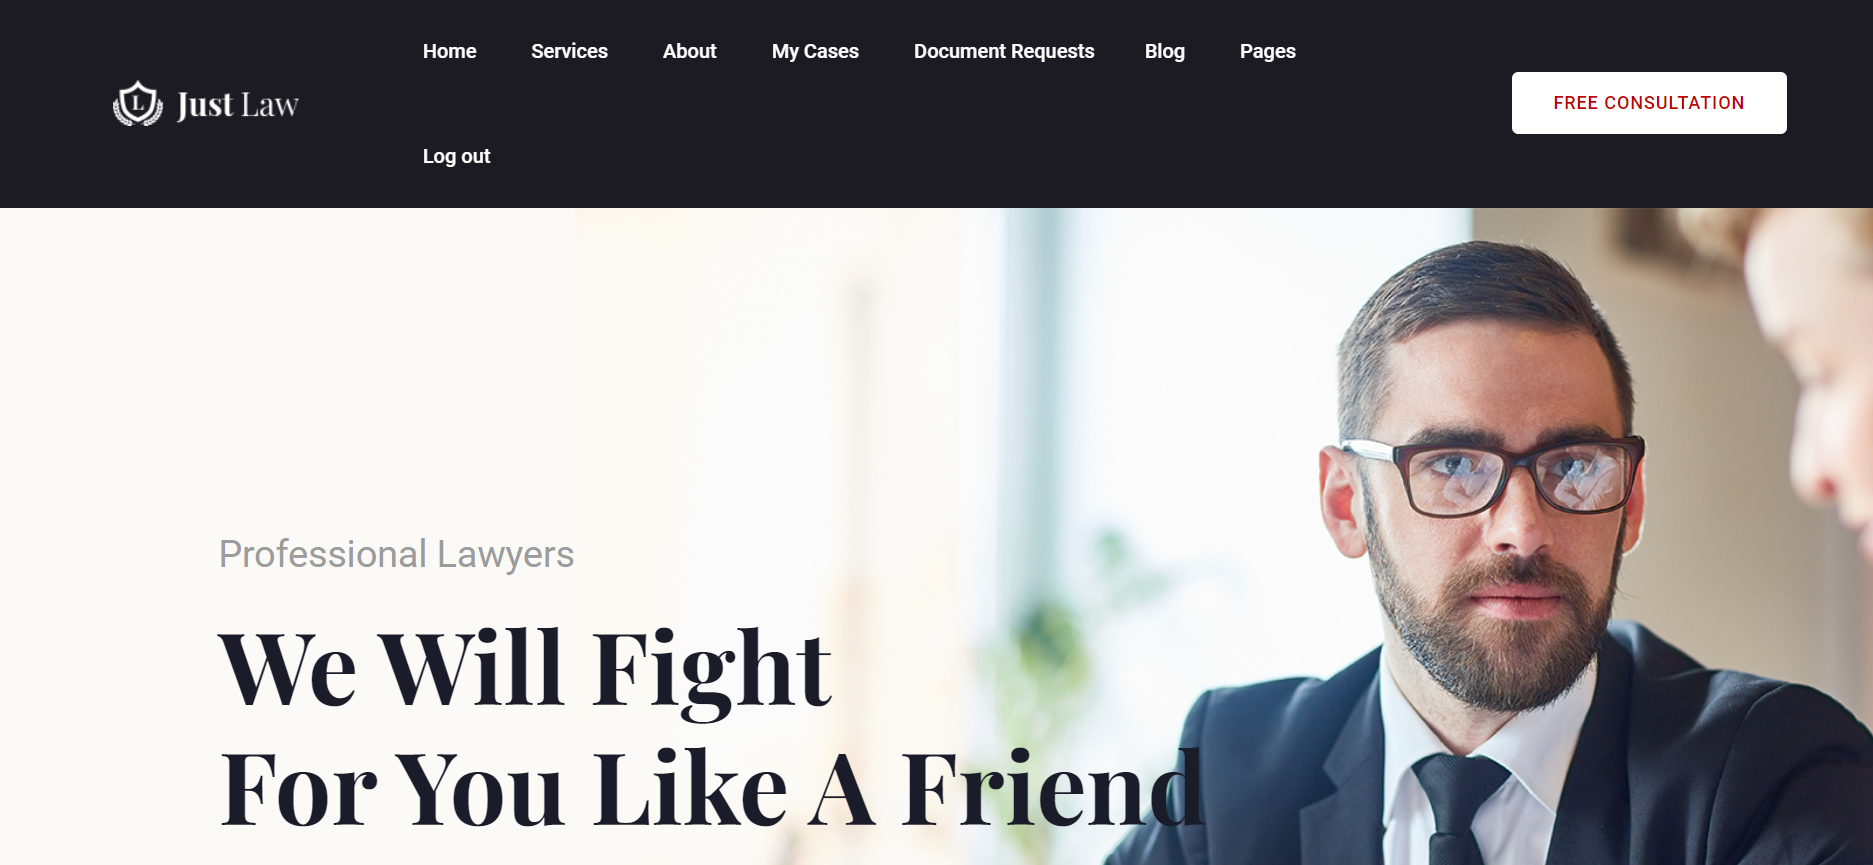 Home Services About My Cases Document Requests Blog Pages
L Just Law
FREE CONSULTATION
Log out
Professional Lawyers
We Will Fight
For You Like A Friend